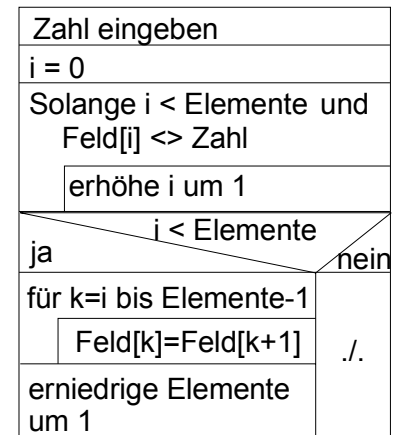 Zahl eingeben
i = 0
Solange i < Elemente und
Feld[i] <> Zahl
erhöhe i um 1
i < Elemente
ja
nein
für k=i bis Elemente-1
Feld[k]=Feld[k+1]
./.
erniedrige Elemente
um 1